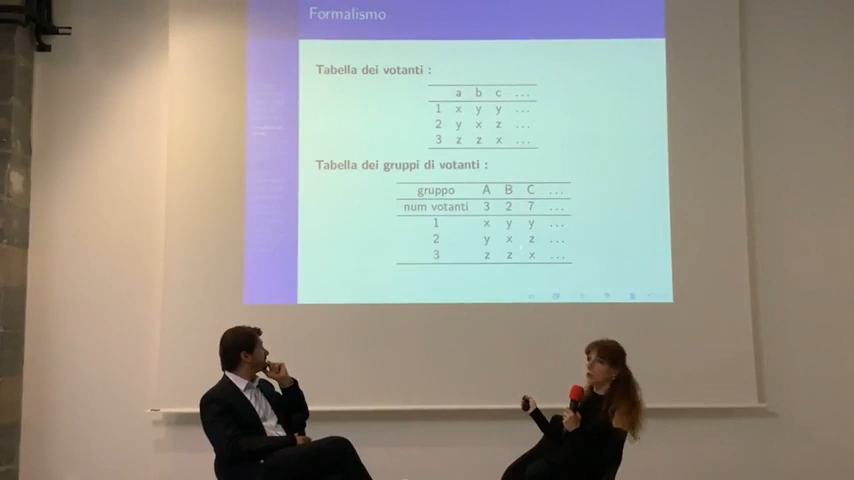 Formalismo
Tabella dei votanti :
a b c ...
1 x y y ...
2 y x z ...
3 z z x ...
Tabella dei gruppi di votanti :
gruppo A B C ...
num votanti 3 2 7 ...
1 x y y ...
2 y x z ...
3 z z x ...